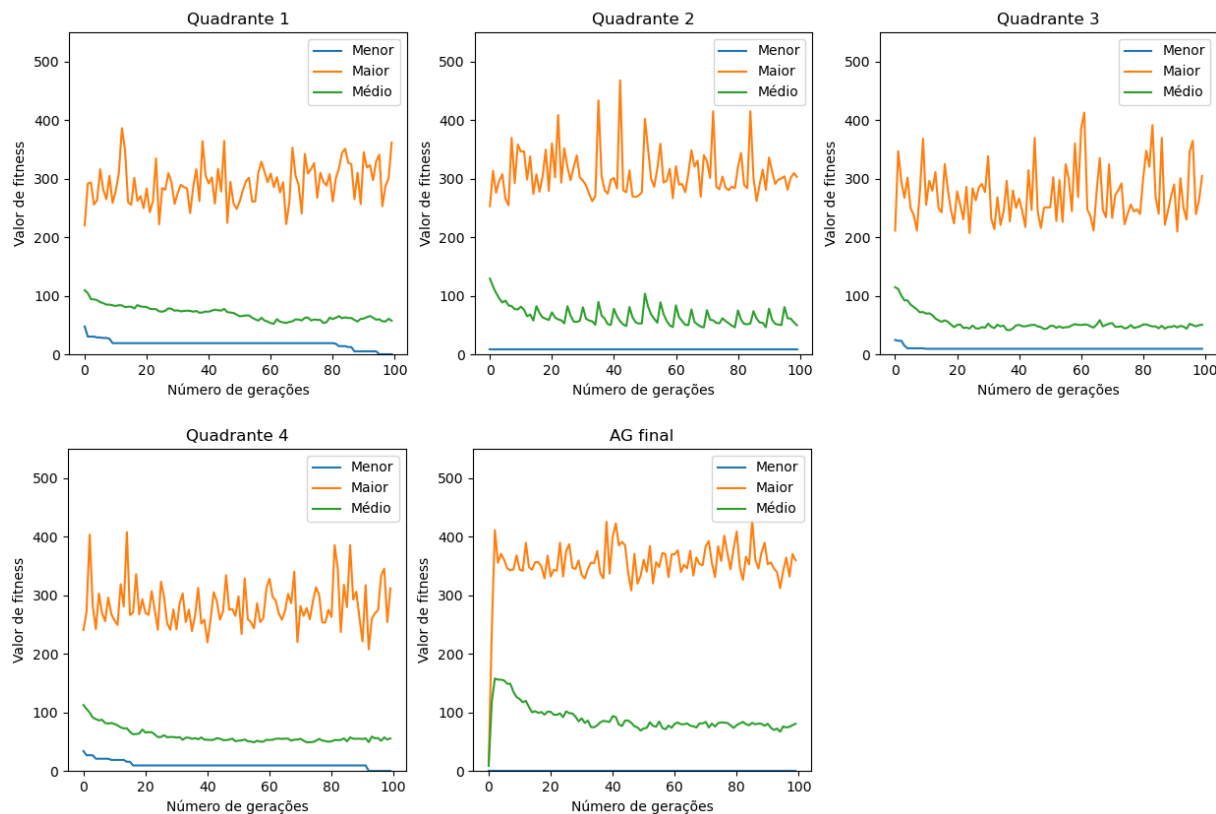 Quadrante 1
Valor de fitness
500
400
300
200
100
0
Menor
Maior
Médio
0 20 40 60 80 100
Número de gerações
Quadrante 2
Valor de fitness
500
400
300
200
100
0
Menor
Maior
Médio
0 20 40 60 80 100
Número de gerações
Quadrante 3
Valor de fitness
500
400
300
200
100
0
Menor
Maior
Médio
0 20 40 60 80 100
Número de gerações
Quadrante 4
Valor de fitness
500
400
300
200
100
0
Menor
Maior
Médio
0 20 40 60 80 100
Número de gerações
AG final
Valor de fitness
500
400
300
200
100
0
Menor
Maior
Médio
0 20 40 60 80 100
Número de gerações